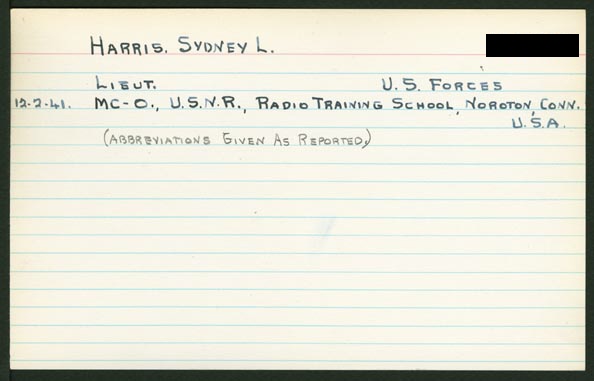 HARRIS. SYDNEY L.
LIEUT. U.S. FORCES
12-2-41. MC-O., U.S.N.R., RADIO TRAINING SCHOOL, NOROTON, CONN.
U.S.A.
(ABBREVIATIONS GIVEN AS REPORTED.)